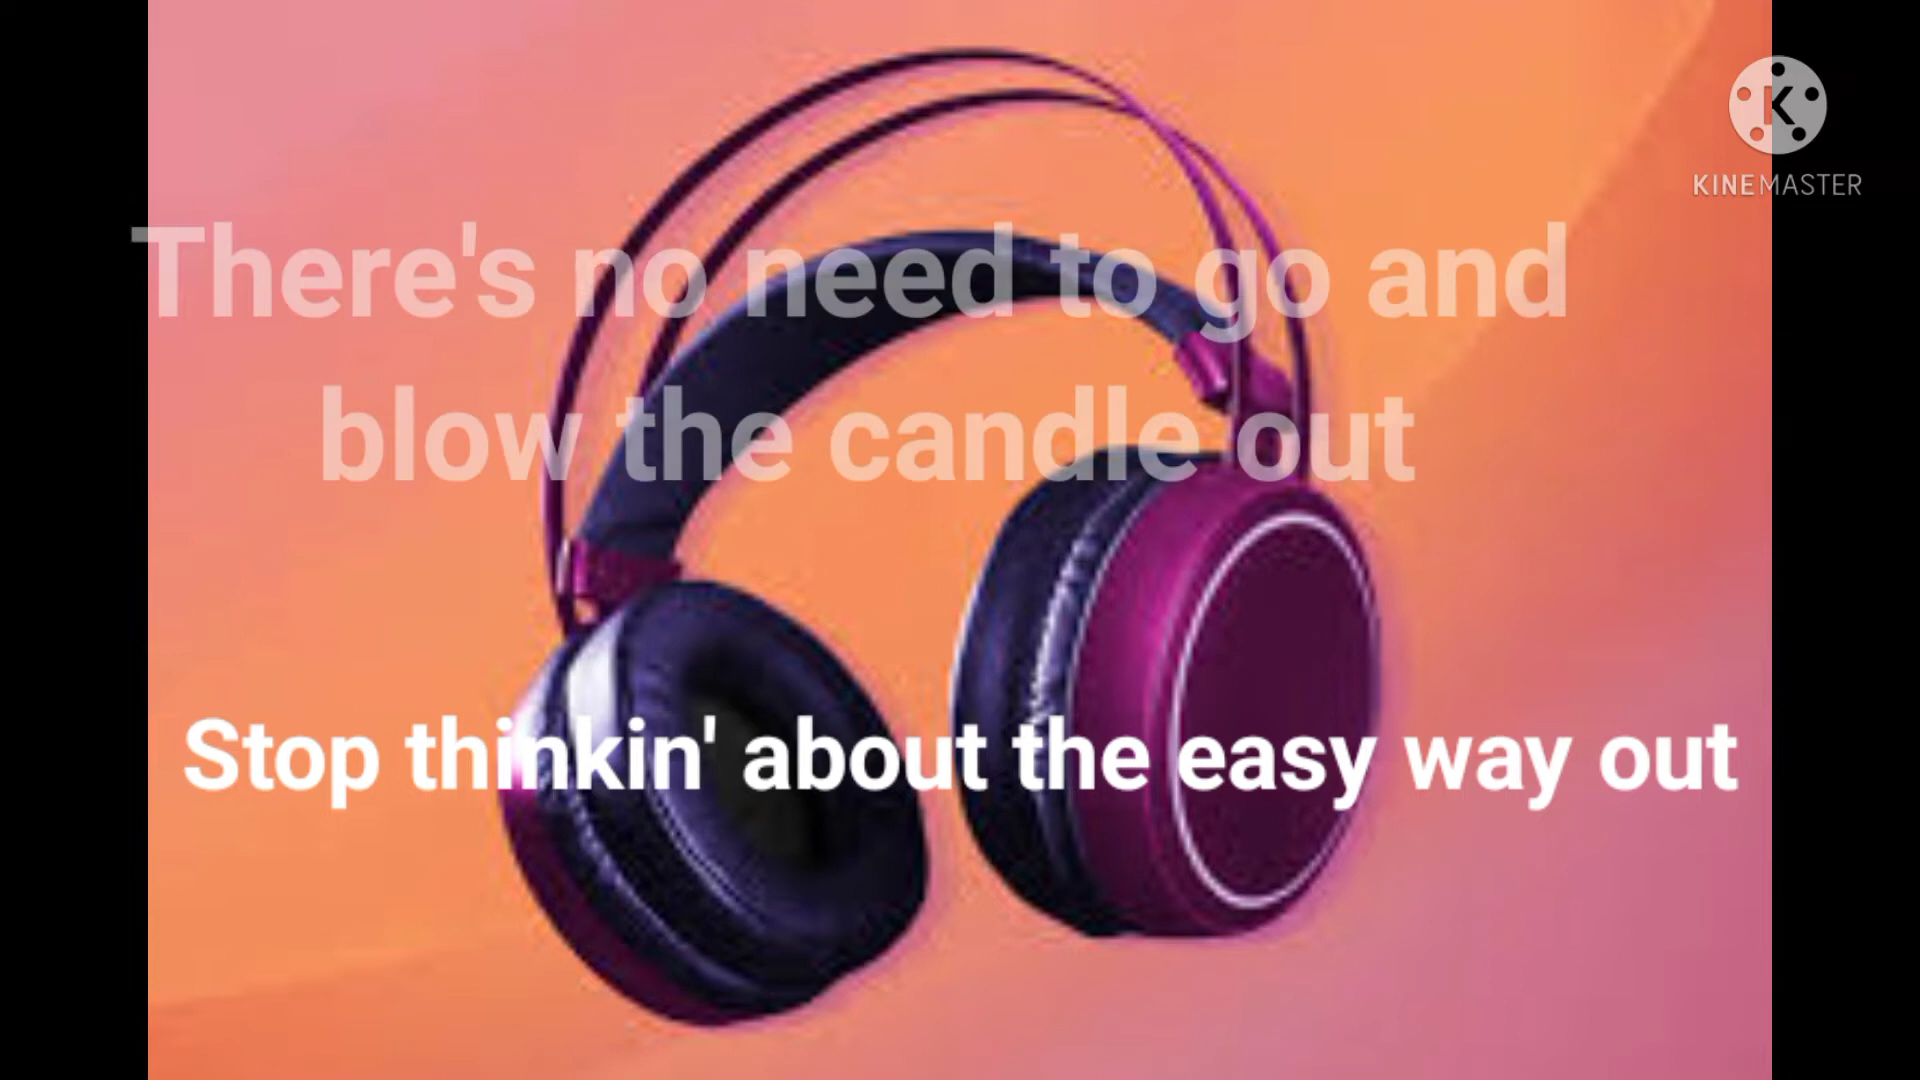 K
KINEMASTER
There's no need to go and
blow the candle out
Stop thinkin' about the easy way out